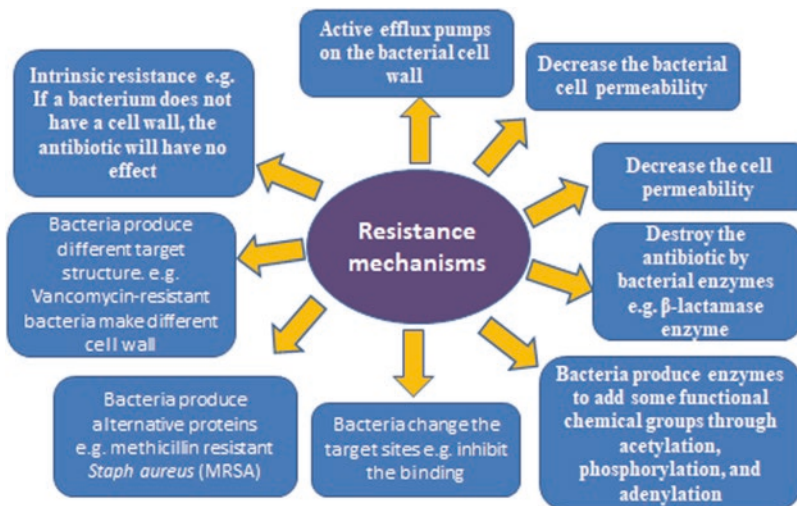 Active efflux pumps
on the bacterial cell
wall
Decrease the bacterial
cell permeability
Intrinsic resistance e.g.
If a bacterium does not
have a cell wall, the
antibiotic will have no
effect
Decrease the cell
permeability
Resistance
mechanisms
Bacteria produce
different target
structure. e.g.
Vancomycin-resistant
bacteria make different
cell wall
Destroy the
antibiotic by
bacterial enzymes
e.g. β-lactamase
enzyme
Bacteria produce
alternative proteins
e.g. methicillin resistant
Staph aureus (MRSA)
Bacteria change the
target sites e.g. inhibit
the binding
Bacteria produce enzymes
to add some functional
chemical groups through
acetylation,
phosphorylation, and
adenylation